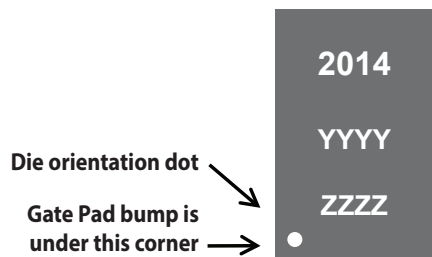 2014
YYYY
ZZZZ
Die orientation dot
Gate Pad bump is
under this corner